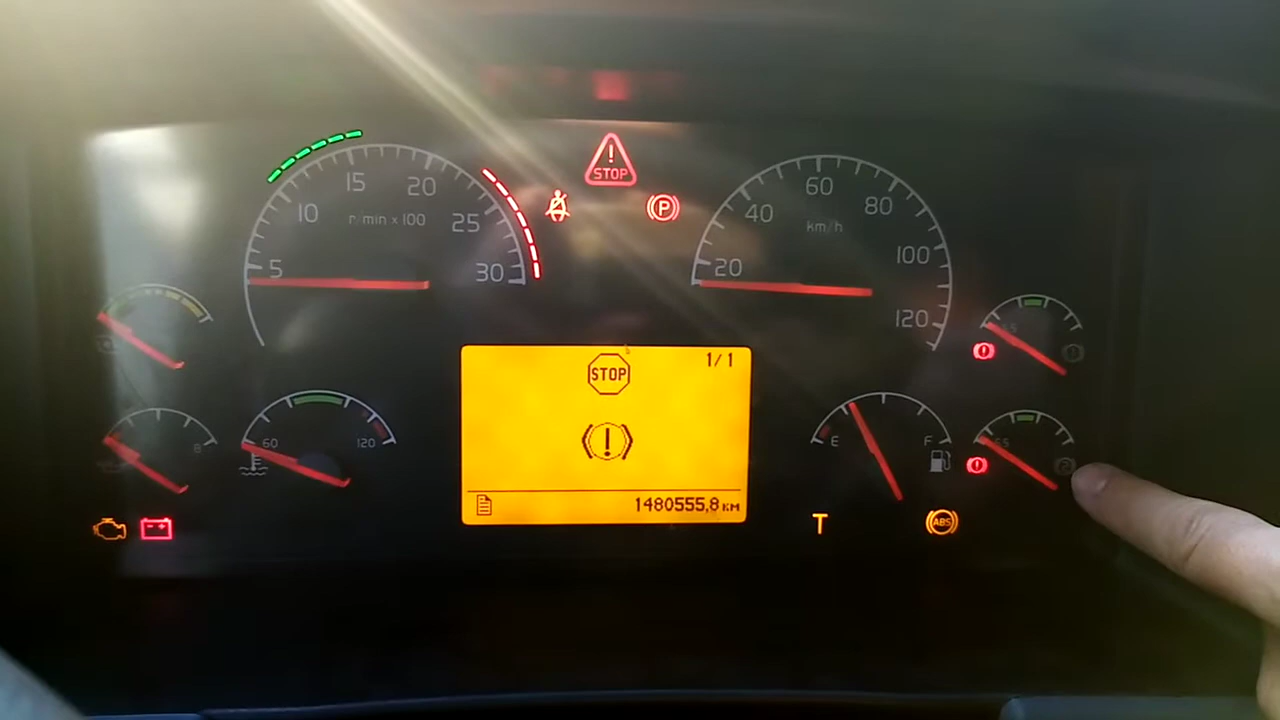 STOP
15 20
10 r/min x 100 25
5 30
P
60
40 80
km/h
20 100
120
STOP 1/1
!
1480555,8 км
60 120
E F
T ABS